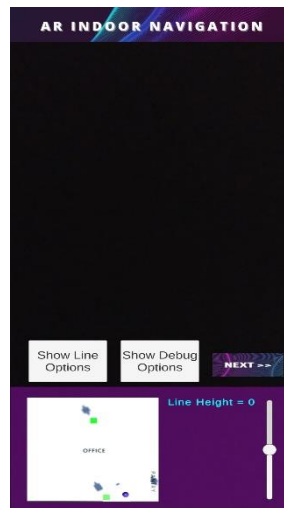 AR INDOOR NAVIGATION
Show Line
Options
Show Debug
Options
NEXT >>
Line Height = 0
OFFICE